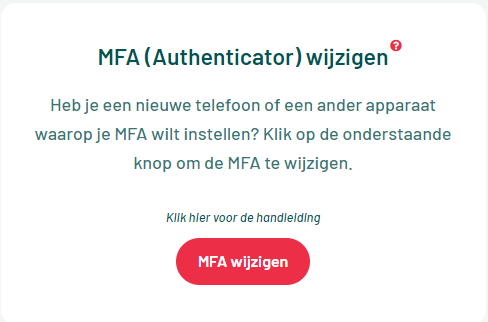 MFA (Authenticator) wijzigen ?
Heb je een nieuwe telefoon of een ander apparaat
waarop je MFA wilt instellen? Klik op de onderstaande
knop om de MFA te wijzigen.
Klik hier voor de handleiding
MFA wijzigen